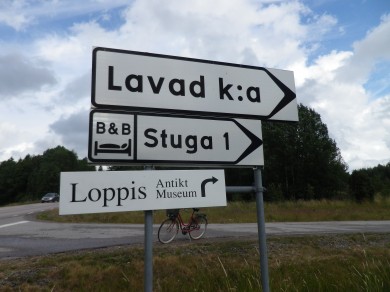 Lavad k:a
B&B Stuga 1
Loppis Antikt
Museum